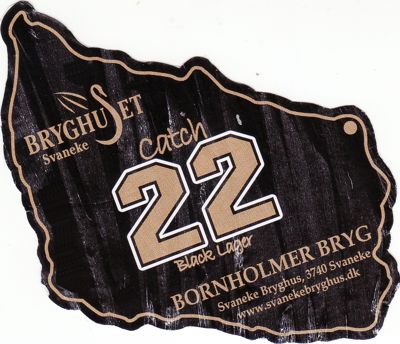 BRYGHUSET
Svaneke
Catch
22
Black Lager
BORNHOLMER BRYG
Svaneke Bryghus, 3740 Svaneke
www.svanekebryghus.dk